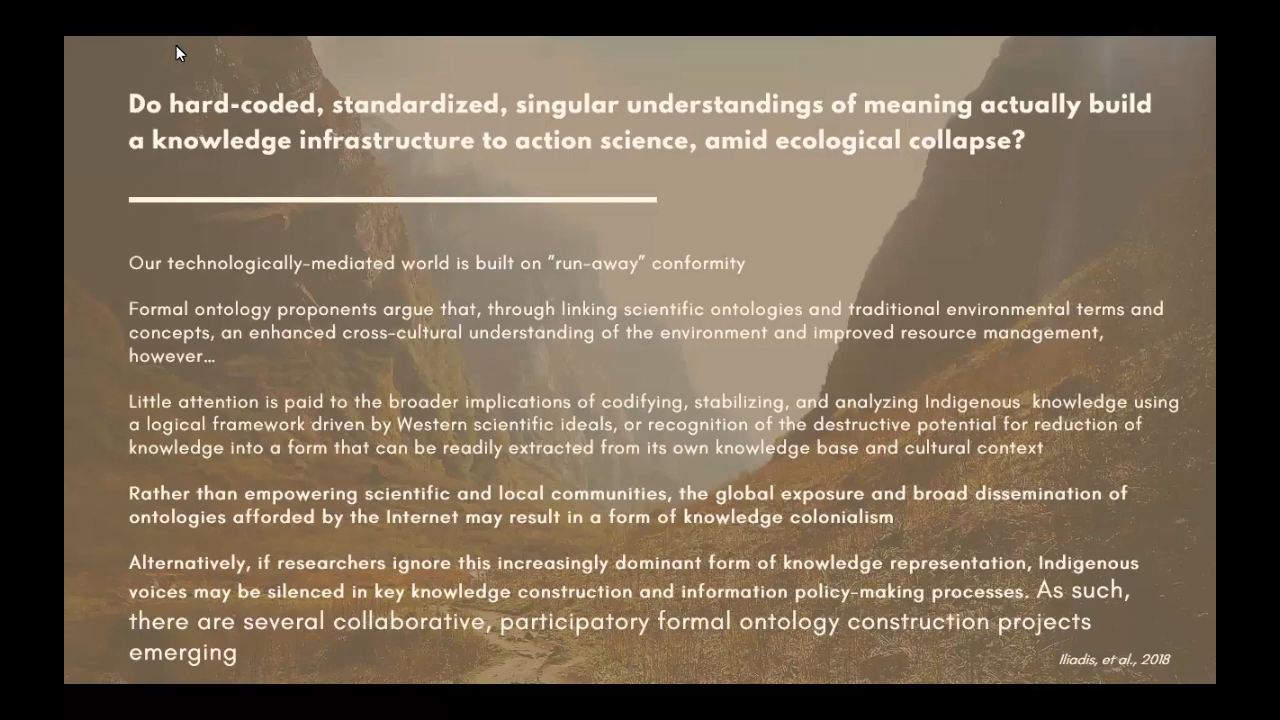 Do hard-coded, standardized, singular understandings of meaning actually build
a knowledge infrastructure to action science, amid ecological collapse?
Our technologically-mediated world is built on "run-away" conformity
Formal ontology proponents argue that, through linking scientific ontologies and traditional environmental terms and
concepts, an enhanced cross-cultural understanding of the environment and improved resource management,
however...
Little attention is paid to the broader implications of codifying, stabilizing, and analyzing Indigenous knowledge using
a logical framework driven by Western scientific ideals, or recognition of the destructive potential for reduction of
knowledge into a form that can be readily extracted from its own knowledge base and cultural context
Rather than empowering scientific and local communities, the global exposure and broad dissemination of
ontologies afforded by the Internet may result in a form of knowledge colonialism
Alternatively, if researchers ignore this increasingly dominant form of knowledge representation, Indigenous
voices may be silenced in key knowledge construction and information policy-making processes. As such,
there are several collaborative, participatory formal ontology construction projects
emerging
Iliadis, et al., 2018